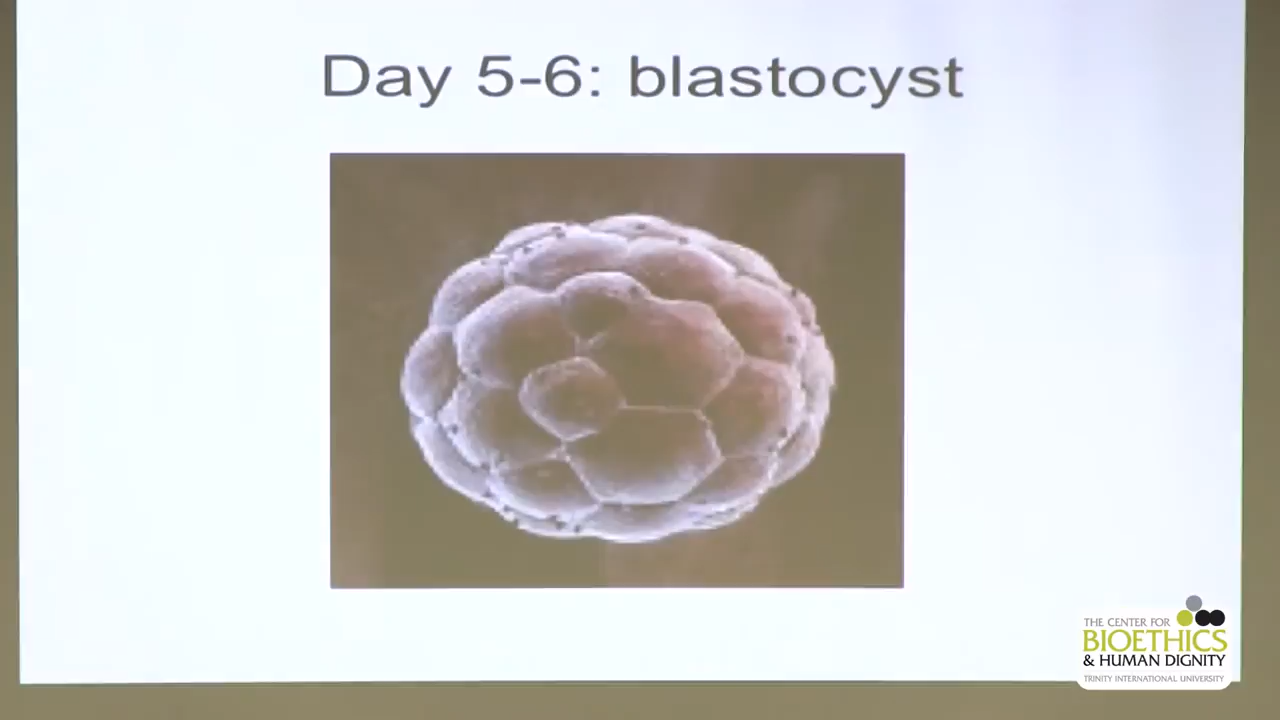 Day 5-6: blastocyst
THE CENTER FOR
BIOETHICS
& HUMAN DIGNITY
TRINITY INTERNATIONAL UNIVERSITY